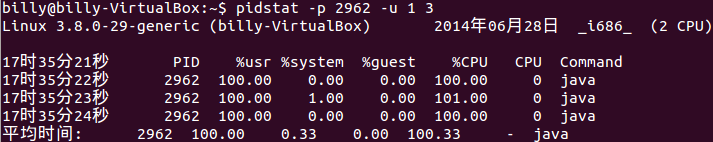 billy@billy-VirtualBox:~$ pidstat -p 2962 -u 1 3
Linux 3.8.0-29-generic (billy-VirtualBox) 2014年06月28日 _i686_ (2 CPU)
17时35分21秒 PID %usr %system %guest %CPU CPU Command
17时35分22秒 2962 100.00 0.00 0.00 100.00 0 java
17时35分23秒 2962 100.00 1.00 0.00 101.00 0 java
17时35分24秒 2962 100.00 0.00 0.00 100.00 0 java
平均时间: 2962 100.00 0.33 0.00 100.33 - java